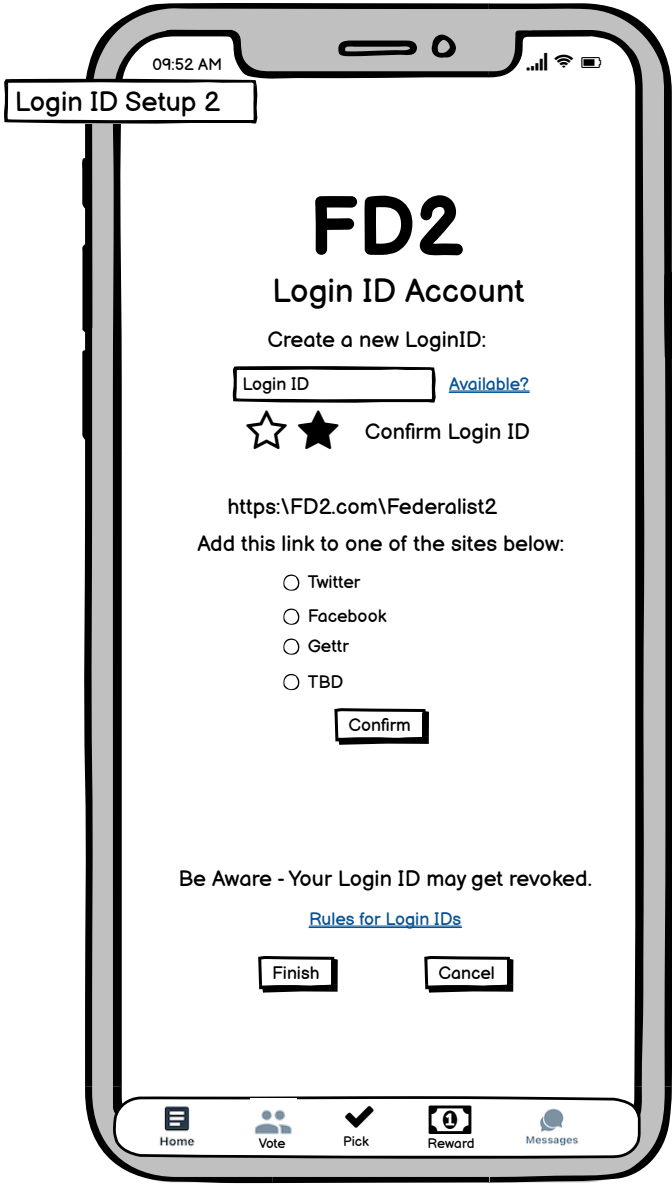 09:52 AM
Login ID Setup 2
FD2
Login ID Account
Create a new LoginID:
Login ID Available?
Confirm Login ID
https:\FD2.com\Federalist2
Add this link to one of the sites below:
Twitter
Facebook
Gettr
TBD
Confirm
Be Aware - Your Login ID may get revoked.
Rules for Login IDs
Finish Cancel
1
Home Vote Pick Reward Messages